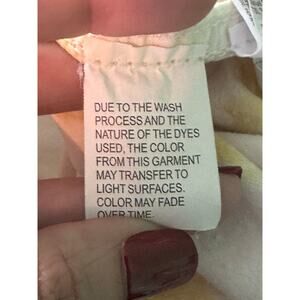 DUE TO THE WASH
PROCESS AND THE
NATURE OF THE DYES
USED, THE COLOR
FROM THIS GARMENT
MAY TRANSFER TO
LIGHT SURFACES.
COLOR MAY FADE
OVER TIME